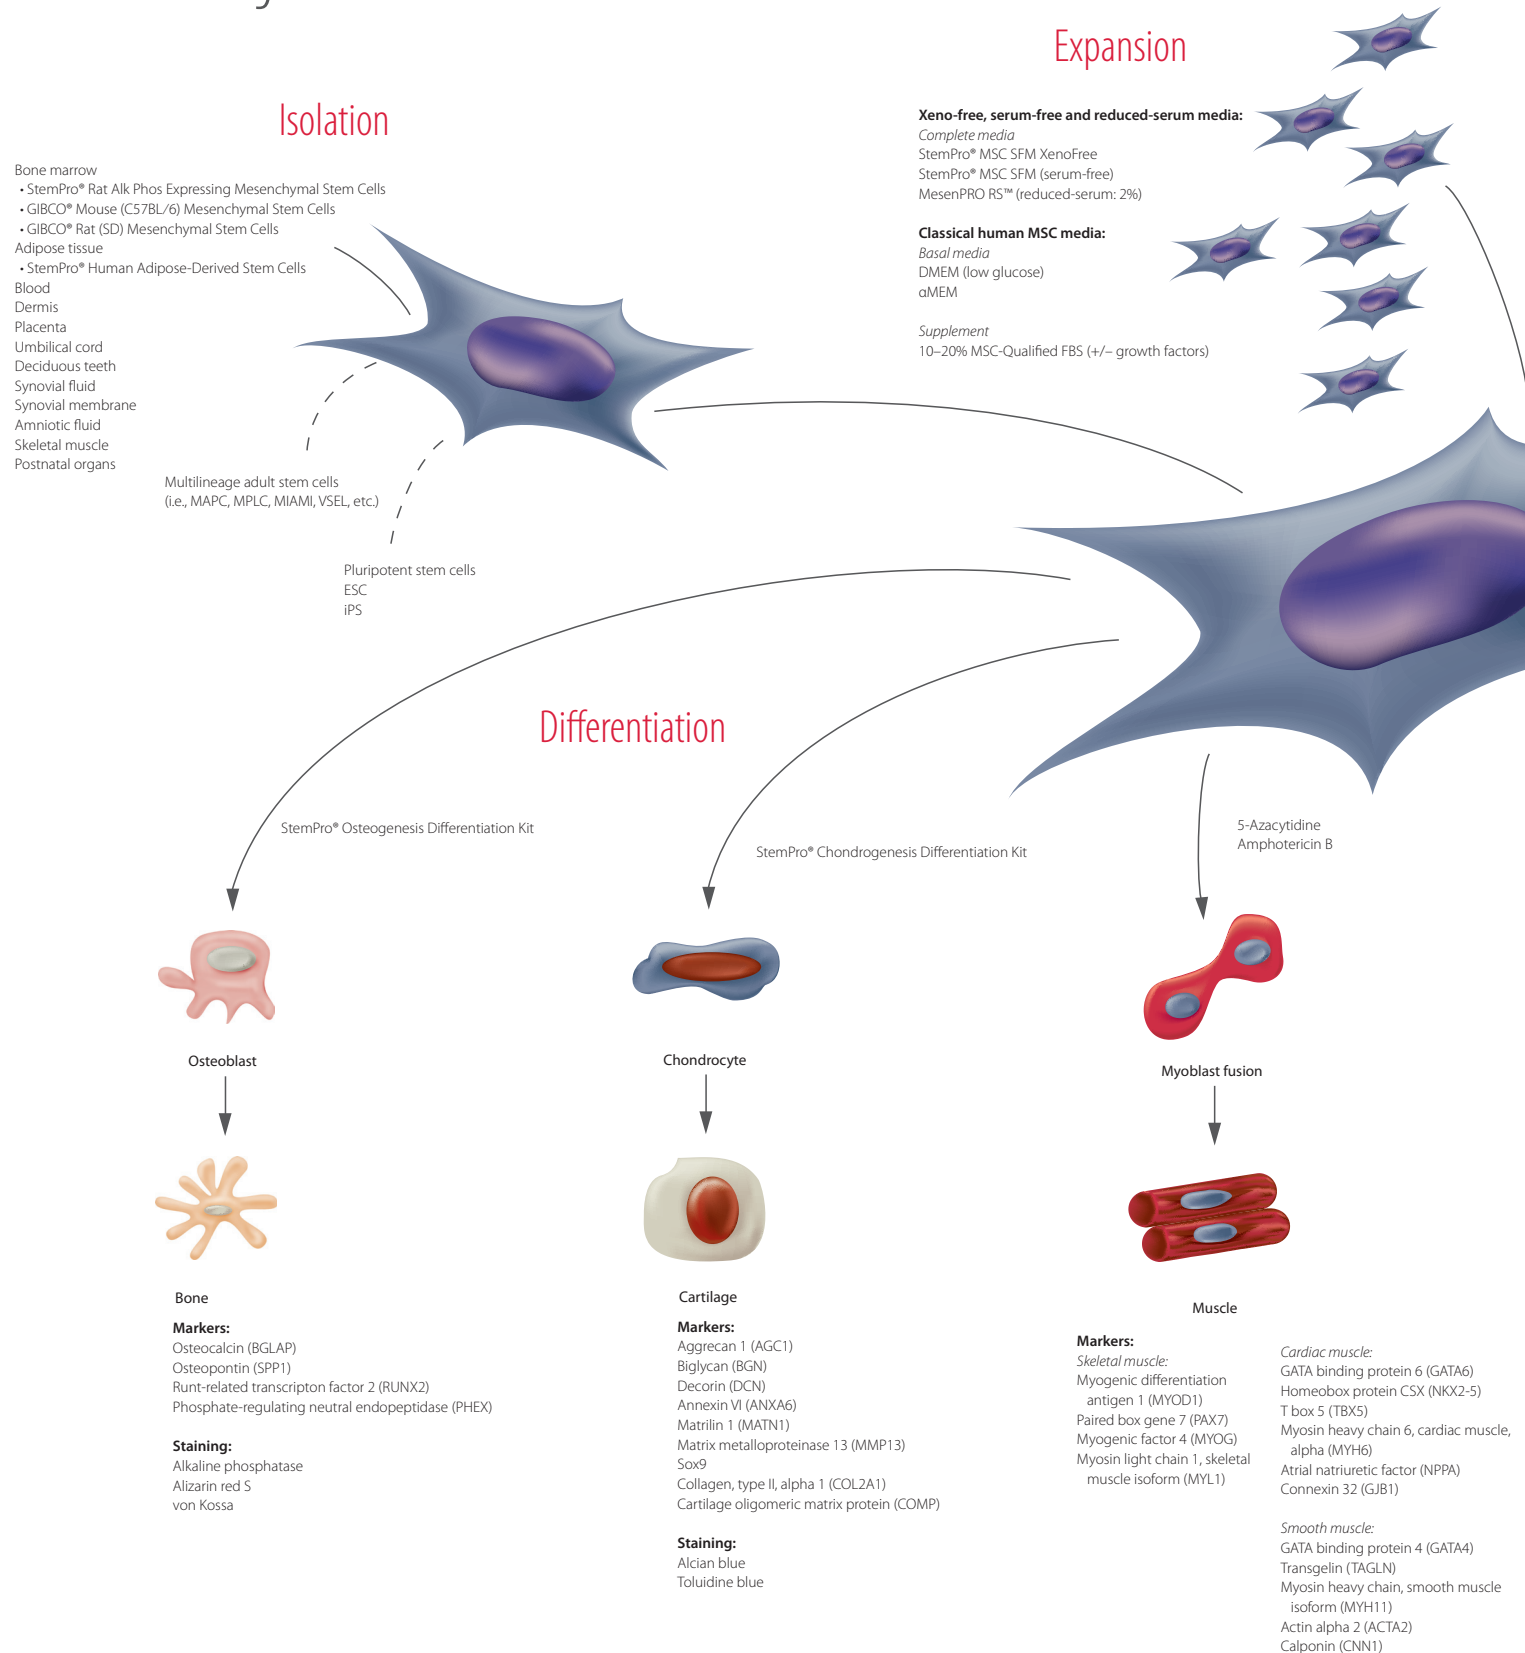 Isolation
Bone marrow
• StemPro® Rat Alk Phos Expressing Mesenchymal Stem Cells
• GIBCO® Mouse (C57BL/6) Mesenchymal Stem Cells
• GIBCO® Rat (SD) Mesenchymal Stem Cells
Adipose tissue
• StemPro® Human Adipose-Derived Stem Cells
Blood
Dermis
Placenta
Umbilical cord
Deciduous teeth
Synovial fluid
Synovial membrane
Amniotic fluid
Skeletal muscle
Postnatal organs
Multilineage adult stem cells
(i.e., MAPC, MPLC, MIAMI, VSEL, etc.)
Pluripotent stem cells
ESC
iPS
Expansion
Xeno-free, serum-free and reduced-serum media:
Complete media
StemPro® MSC SFM XenoFree
StemPro® MSC SFM (serum-free)
MesenPRO RS™ (reduced-serum: 2%)
Classical human MSC media:
Basal media
DMEM (low glucose)
αMEM
Supplement
10–20% MSC-Qualified FBS (+/– growth factors)
Differentiation
StemPro® Osteogenesis Differentiation Kit
StemPro® Chondrogenesis Differentiation Kit
5-Azacytidine
Amphotericin B
Osteoblast
Bone
Markers:
Osteocalcin (BGLAP)
Osteopontin (SPP1)
Runt-related transcripton factor 2 (RUNX2)
Phosphate-regulating neutral endopeptidase (PHEX)
Staining:
Alkaline phosphatase
Alizarin red S
von Kossa
Chondrocyte
Cartilage
Markers:
Aggrecan 1 (AGC1)
Biglycan (BGN)
Decorin (DCN)
Annexin VI (ANXA6)
Matrilin 1 (MATN1)
Matrix metalloproteinase 13 (MMP13)
Sox9
Collagen, type II, alpha 1 (COL2A1)
Cartilage oligomeric matrix protein (COMP)
Staining:
Alcian blue
Toluidine blue
Myoblast fusion
Muscle
Markers:
Skeletal muscle:
Myogenic differentiation
antigen 1 (MYOD1)
Paired box gene 7 (PAX7)
Myogenic factor 4 (MYOG)
Myosin light chain 1, skeletal
muscle isoform (MYL1)
Cardiac muscle:
GATA binding protein 6 (GATA6)
Homeobox protein CSX (NKX2-5)
T box 5 (TBX5)
Myosin heavy chain 6, cardiac muscle,
alpha (MYH6)
Atrial natriuretic factor (NPPA)
Connexin 32 (GJB1)
Smooth muscle:
GATA binding protein 4 (GATA4)
Transgelin (TAGLN)
Myosin heavy chain, smooth muscle
isoform (MYH11)
Actin alpha 2 (ACTA2)
Calponin (CNN1)